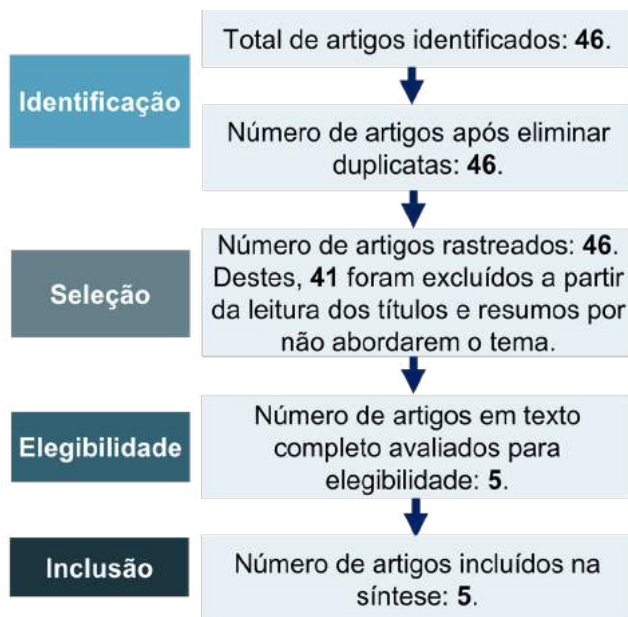 Identificação
Total de artigos identificados: 46.
Número de artigos após eliminar
duplicatas: 46.
Seleção
Número de artigos rastreados: 46.
Destes, 41 foram excluídos a partir
da leitura dos títulos e resumos por
não abordarem o tema.
Elegibilidade
Número de artigos em texto
completo avaliados para
elegibilidade: 5.
Inclusão
Número de artigos incluídos na
síntese: 5.